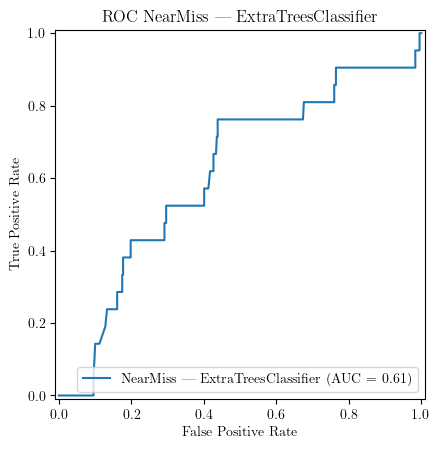 ROC NearMiss — ExtraTreesClassifier
True Positive Rate
1.0
0.8
0.6
0.4
0.2
0.0
NearMiss — ExtraTreesClassifier (AUC = 0.61)
0.0 0.2 0.4 0.6 0.8 1.0
False Positive Rate